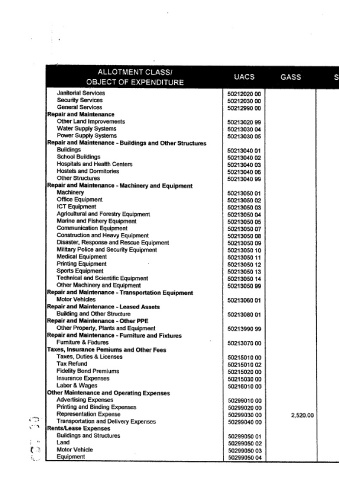 ALLOTMENT CLASS/ OBJECT OF EXPENDITURE UACS GASS S
Janitorial Services 50212020 00
Security Services 50212030 00
General Services 50212990 00
Repair and Maintenance
Other Land Improvements 50213020 99
Water Supply Systems 50213030 04
Power Supply Systems 50213030 05
Repair and Maintenance - Buildings and Other Structures
Buildings 50213040 01
School Buildings 50213040 02
Hospitals and Health Centers 50213040 03
Hostels and Dormitories 50213040 06
Other Structures 50213040 99
Repair and Maintenance - Machinery and Equipment
Machinery 50213050 01
Office Equipment 50213050 02
ICT Equipment 50213050 03
Agricultural and Forestry Equipment 50213050 04
Marine and Fishery Equipment 50213050 05
Communication Equipment 50213050 07
Construction and Heavy Equipment 50213050 08
Disaster, Response and Rescue Equipment 50213050 09
Military Police and Security Equipment 50213050 10
Medical Equipment 50213050 11
Printing Equipment 50213050 12
Sports Equipment 50213050 13
Technical and Scientific Equipment 50213050 14
Other Machinery and Equipment 50213050 99
Repair and Maintenance - Transportation Equipment
Motor Vehicles 50213060 01
Repair and Maintenance - Leased Assets
Building and Other Structure 50213080 01
Repair and Maintenance - Other PPE
Other Property, Plants and Equipment 50213990 99
Repair and Maintenance - Furniture and Fixtures
Furniture & Fixtures 50213070 00
Taxes, Insurance Pemiums and Other Fees
Taxes, Duties & Licenses 50215010 00
Tax Refund 50215010 02
Fidelity Bond Premiums 50215020 00
Insurance Expenses 50215030 00
Labor & Wages 50216010 00
Other Maintenance and Operating Expenses
Advertising Expenses 50299010 00
Printing and Binding Expenses 50299020 00
Representation Expense 50299030 00 2,520.00
Transportation and Delivery Expenses 50299040 00
Rents/Lease Expenses
Buildings and Structures 50299050 01
Land 50299050 02
Motor Vehicle 50299050 03
Equipment 50299050 04